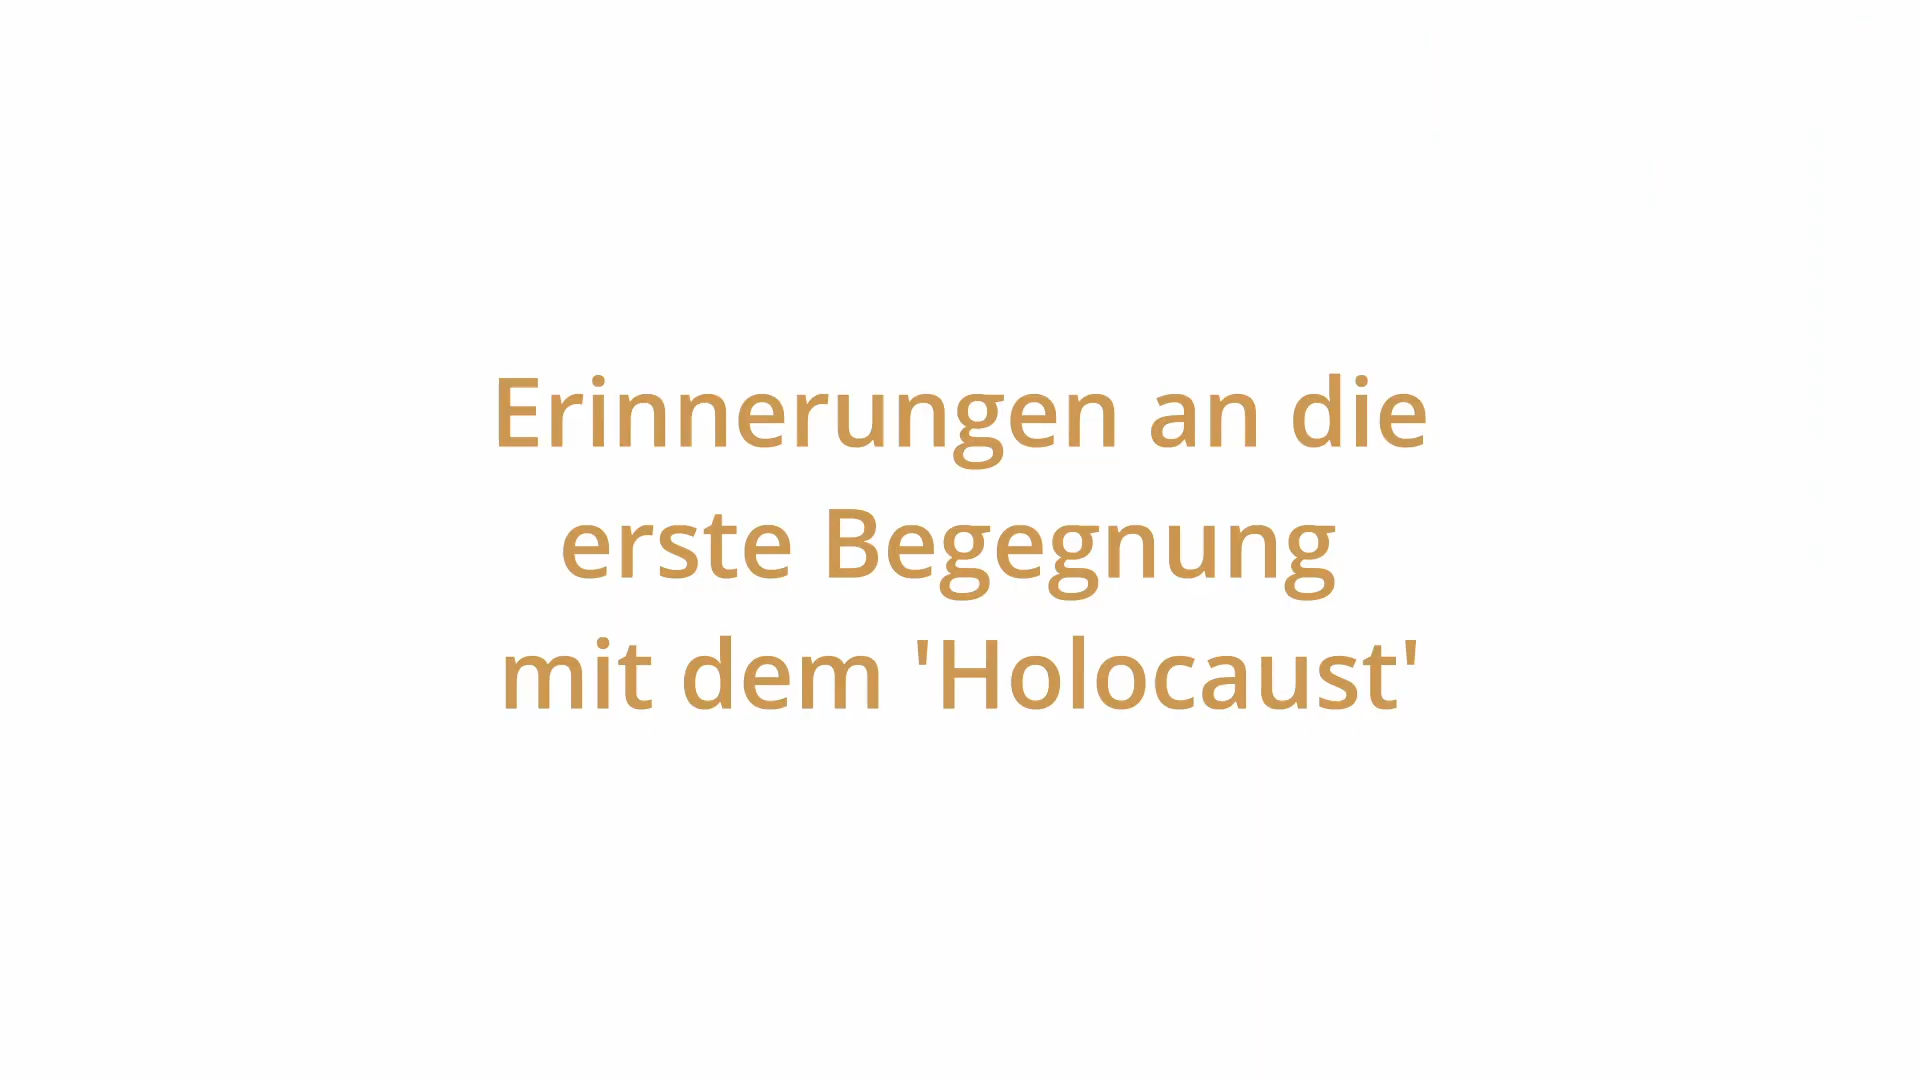 Erinnerungen an die
erste Begegnung
mit dem 'Holocaust'